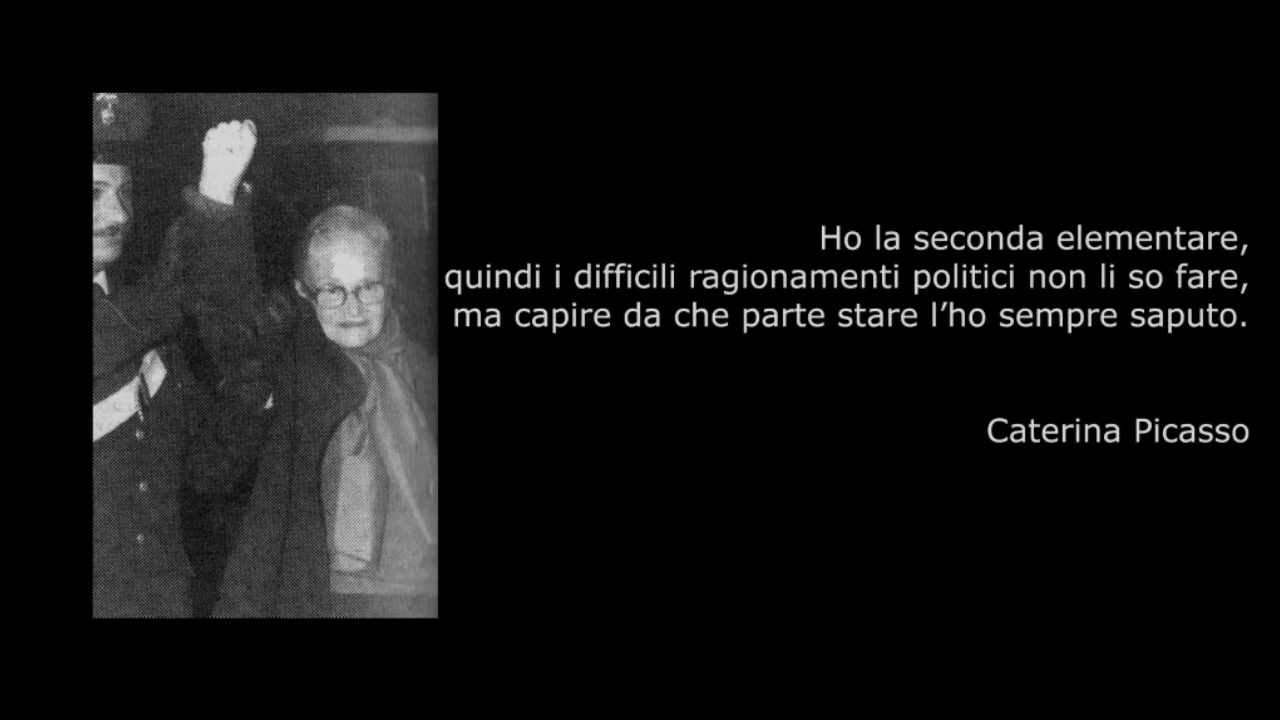 Ho la seconda elementare,
quindi i difficili ragionamenti politici non li so fare,
ma capire da che parte stare l’ho sempre saputo.
Caterina Picasso